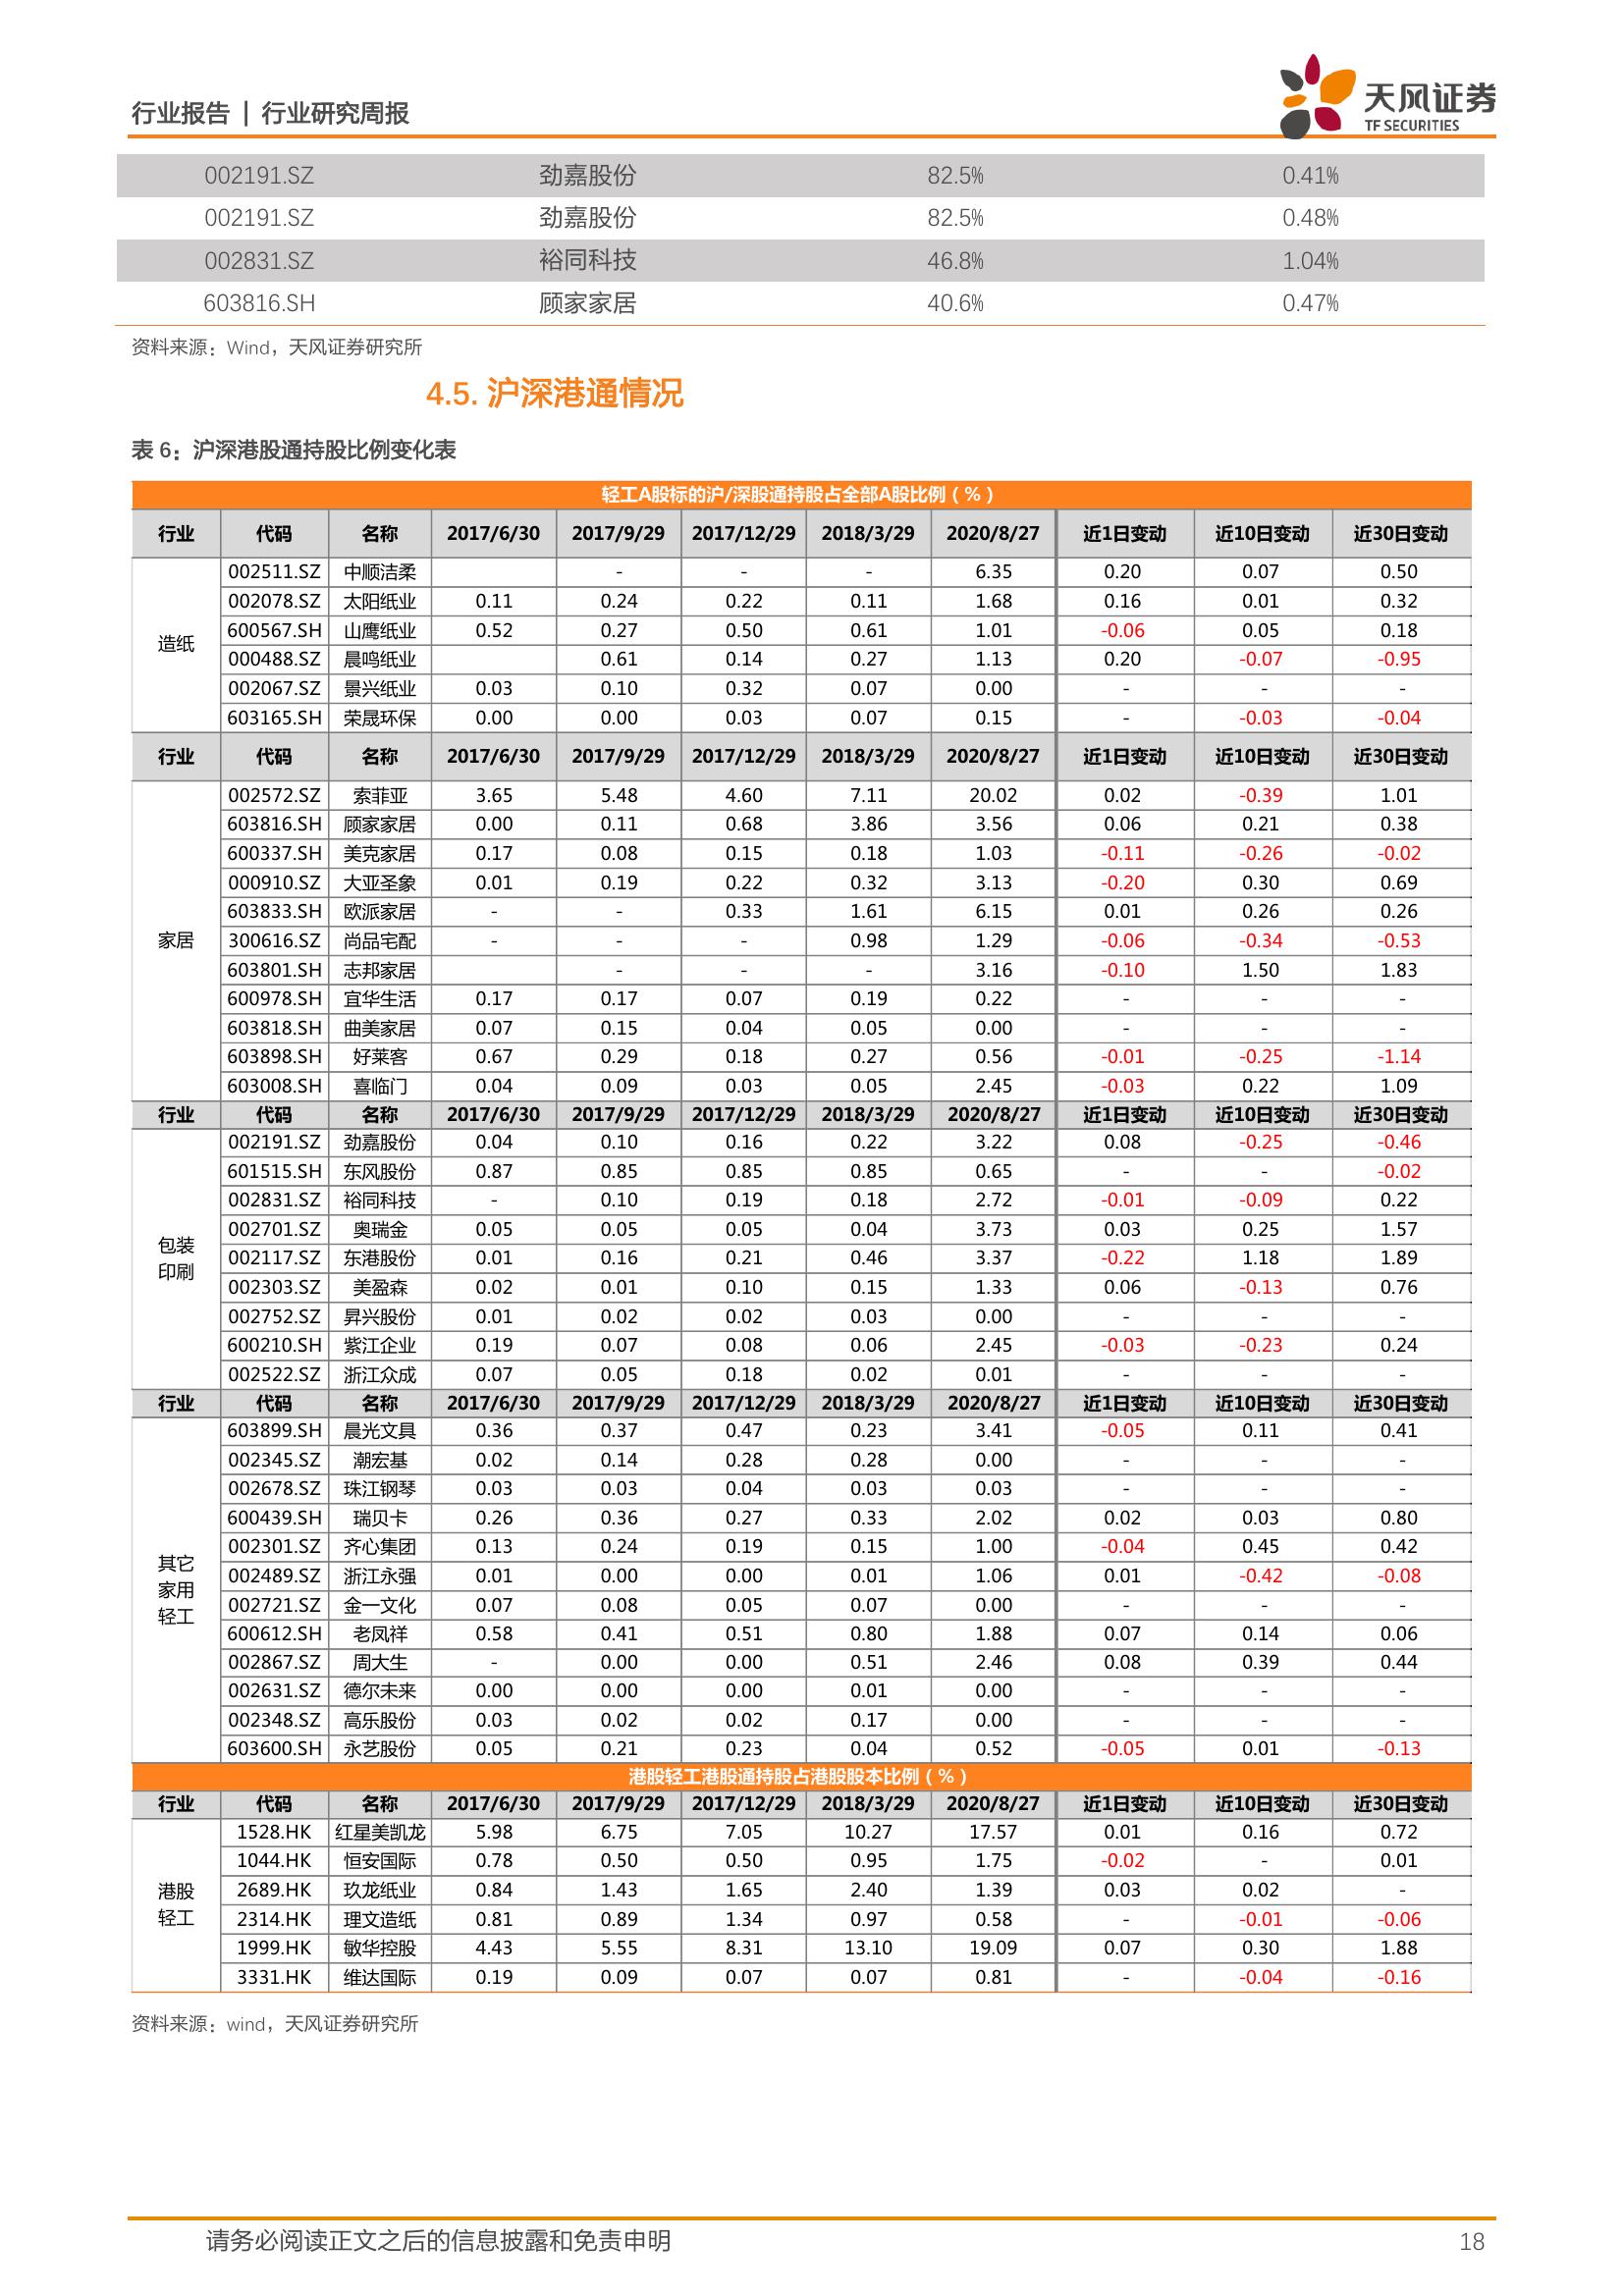 行业报告 | 行业研究周报
天风证券
TF SECURITIES
002191.SZ 劲嘉股份 82.5% 0.41%
002191.SZ 劲嘉股份 82.5% 0.48%
002831.SZ 裕同科技 46.8% 1.04%
603816.SH 顾家家居 40.6% 0.47%
资料来源：Wind，天风证券研究所
4.5. 沪深港通情况
表 6：沪深港股通持股比例变化表
轻工A股标的沪/深股通持股占全部A股比例（%）
行业 代码 名称 2017/6/30 2017/9/29 2017/12/29 2018/3/29 2020/8/27 近1日变动 近10日变动 近30日变动
造纸
002511.SZ 中顺洁柔 - - - 6.35 0.20 0.07 0.50
002078.SZ 太阳纸业 0.11 0.24 0.22 0.11 1.68 0.16 0.01 0.32
600567.SH 山鹰纸业 0.52 0.27 0.50 0.61 1.01 -0.06 0.05 0.18
000488.SZ 晨鸣纸业 0.61 0.14 0.27 1.13 0.20 -0.07 -0.95
002067.SZ 景兴纸业 0.03 0.10 0.32 0.07 0.00 - - -
603165.SH 荣晟环保 0.00 0.00 0.03 0.07 0.15 - -0.03 -0.04
行业 代码 名称 2017/6/30 2017/9/29 2017/12/29 2018/3/29 2020/8/27 近1日变动 近10日变动 近30日变动
家居
002572.SZ 索菲亚 3.65 5.48 4.60 7.11 20.02 0.02 -0.39 1.01
603816.SH 顾家家居 0.00 0.11 0.68 3.86 3.56 0.06 0.21 0.38
600337.SH 美克家居 0.17 0.08 0.15 0.18 1.03 -0.11 -0.26 -0.02
000910.SZ 大亚圣象 0.01 0.19 0.22 0.32 3.13 -0.20 0.30 0.69
603833.SH 欧派家居 - - 0.33 1.61 6.15 0.01 0.26 0.26
300616.SZ 尚品宅配 - - - 0.98 1.29 -0.06 -0.34 -0.53
603801.SH 志邦家居 - - - 3.16 -0.10 1.50 1.83
600978.SH 宜华生活 0.17 0.17 0.07 0.19 0.22 - - -
603818.SH 曲美家居 0.07 0.15 0.04 0.05 0.00 - - -
603898.SH 好莱客 0.67 0.29 0.18 0.27 0.56 -0.01 -0.25 -1.14
603008.SH 喜临门 0.04 0.09 0.03 0.05 2.45 -0.03 0.22 1.09
行业 代码 名称 2017/6/30 2017/9/29 2017/12/29 2018/3/29 2020/8/27 近1日变动 近10日变动 近30日变动
包装
印刷
002191.SZ 劲嘉股份 0.04 0.10 0.16 0.22 3.22 0.08 -0.25 -0.46
601515.SH 东风股份 0.87 0.85 0.85 0.85 0.65 - - -0.02
002831.SZ 裕同科技 - 0.10 0.19 0.18 2.72 -0.01 -0.09 0.22
002701.SZ 奥瑞金 0.05 0.05 0.05 0.04 3.73 0.03 0.25 1.57
002117.SZ 东港股份 0.01 0.16 0.21 0.46 3.37 -0.22 1.18 1.89
002303.SZ 美盈森 0.02 0.01 0.10 0.15 1.33 0.06 -0.13 0.76
002752.SZ 昇兴股份 0.01 0.02 0.02 0.03 0.00 - - -
600210.SH 紫江企业 0.19 0.07 0.08 0.06 2.45 -0.03 -0.23 0.24
002522.SZ 浙江众成 0.07 0.05 0.18 0.02 0.01 - - -
行业 代码 名称 2017/6/30 2017/9/29 2017/12/29 2018/3/29 2020/8/27 近1日变动 近10日变动 近30日变动
其它
家用
轻工
603899.SH 晨光文具 0.36 0.37 0.47 0.23 3.41 -0.05 0.11 0.41
002345.SZ 潮宏基 0.02 0.14 0.28 0.28 0.00 - - -
002678.SZ 珠江钢琴 0.03 0.03 0.04 0.03 0.03 - - -
600439.SH 瑞贝卡 0.26 0.36 0.27 0.33 2.02 0.02 0.03 0.80
002301.SZ 齐心集团 0.13 0.24 0.19 0.15 1.00 -0.04 0.45 0.42
002489.SZ 浙江永强 0.01 0.00 0.00 0.01 1.06 0.01 -0.42 -0.08
002721.SZ 金一文化 0.07 0.08 0.05 0.07 0.00 - - -
600612.SH 老凤祥 0.58 0.41 0.51 0.80 1.88 0.07 0.14 0.06
002867.SZ 周大生 - 0.00 0.00 0.51 2.46 0.08 0.39 0.44
002631.SZ 德尔未来 0.00 0.00 0.00 0.01 0.00 - - -
002348.SZ 高乐股份 0.03 0.02 0.02 0.17 0.00 - - -
603600.SH 永艺股份 0.05 0.21 0.23 0.04 0.52 -0.05 0.01 -0.13
港股轻工港股通持股占港股股本比例（%）
行业 代码 名称 2017/6/30 2017/9/29 2017/12/29 2018/3/29 2020/8/27 近1日变动 近10日变动 近30日变动
港股
轻工
1528.HK 红星美凯龙 5.98 6.75 7.05 10.27 17.57 0.01 0.16 0.72
1044.HK 恒安国际 0.78 0.50 0.50 0.95 1.75 -0.02 - 0.01
2689.HK 玖龙纸业 0.84 1.43 1.65 2.40 1.39 0.03 0.02 -
2314.HK 理文造纸 0.81 0.89 1.34 0.97 0.58 - -0.01 -0.06
1999.HK 敏华控股 4.43 5.55 8.31 13.10 19.09 0.07 0.30 1.88
3331.HK 维达国际 0.19 0.09 0.07 0.07 0.81 - -0.04 -0.16
资料来源：wind，天风证券研究所
请务必阅读正文之后的信息披露和免责申明 18